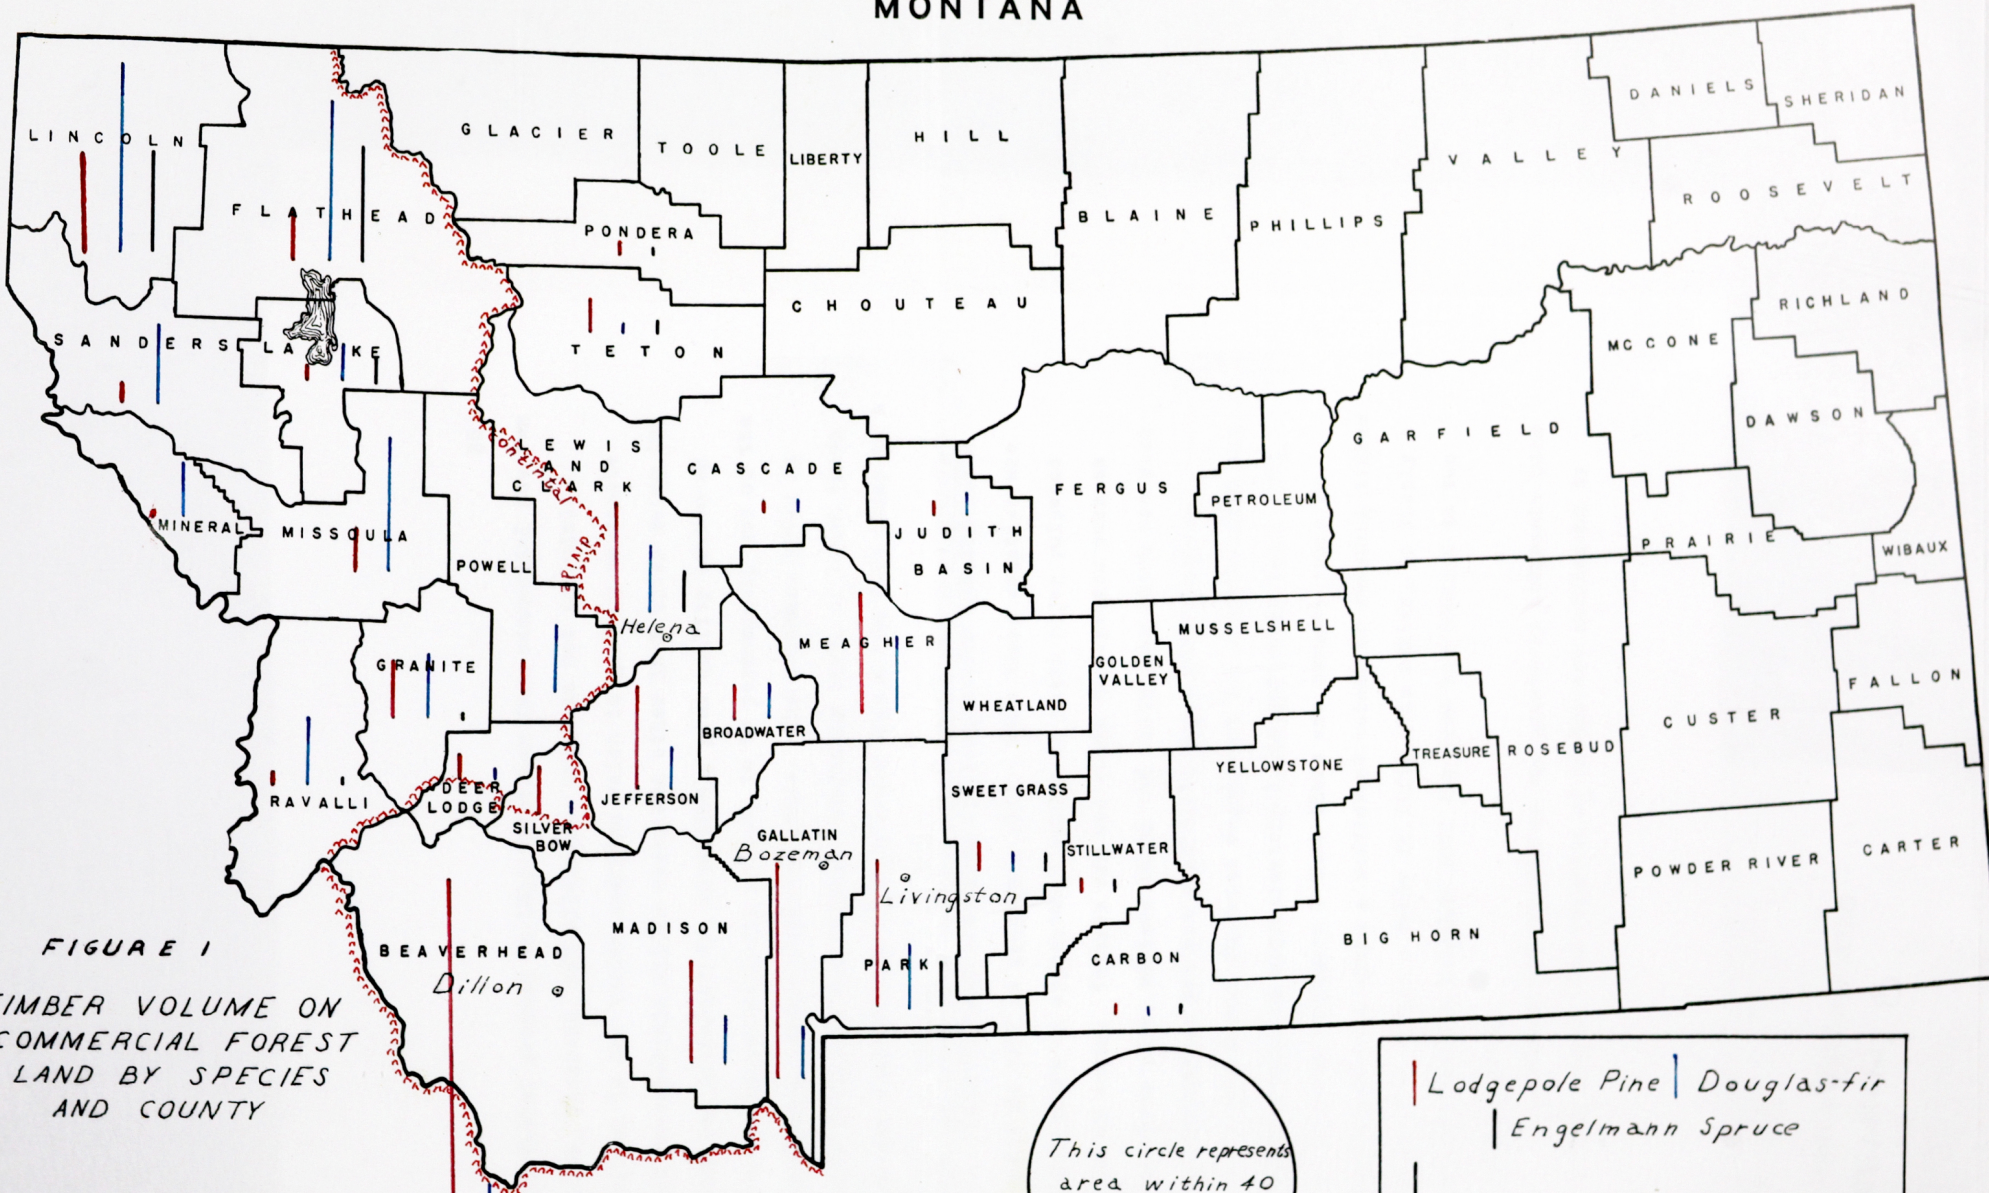 MONTANA
LINCOLN
FLATHEAD
GLACIER
TOOLE
LIBERTY
HILL
BLAINE
PHILLIPS
VALLEY
DANIELS
SHERIDAN
ROOSEVELT
PONDERA
CHOUTEAU
TETON
SANDERS
LAKE
MCCONE
RICHLAND
DAWSON
GARFIELD
LEWIS
AND
CLARK
Continental
Divide
CASCADE
JUDITH
BASIN
FERGUS
PETROLEUM
PRAIRIE
WIBAUX
MINERAL
MISSOULA
POWELL
Helena
MEAGHER
WHEATLAND
GOLDEN
VALLEY
MUSSELSHELL
TREASURE
ROSEBUD
CUSTER
FALLON
GRANITE
BROADWATER
RAVALLI
DEER
LODGE
SILVER
BOW
JEFFERSON
GALLATIN
Bozeman
SWEET GRASS
STILLWATER
YELLOWSTONE
Livingston
PARK
CARBON
BIG HORN
POWDER RIVER
CARTER
BEAVERHEAD
Dillon
MADISON
FIGURE 1
TIMBER VOLUME ON
COMMERCIAL FOREST
LAND BY SPECIES
AND COUNTY
This circle represents
area within 40
Lodgepole Pine Douglas-fir
Engelmann Spruce